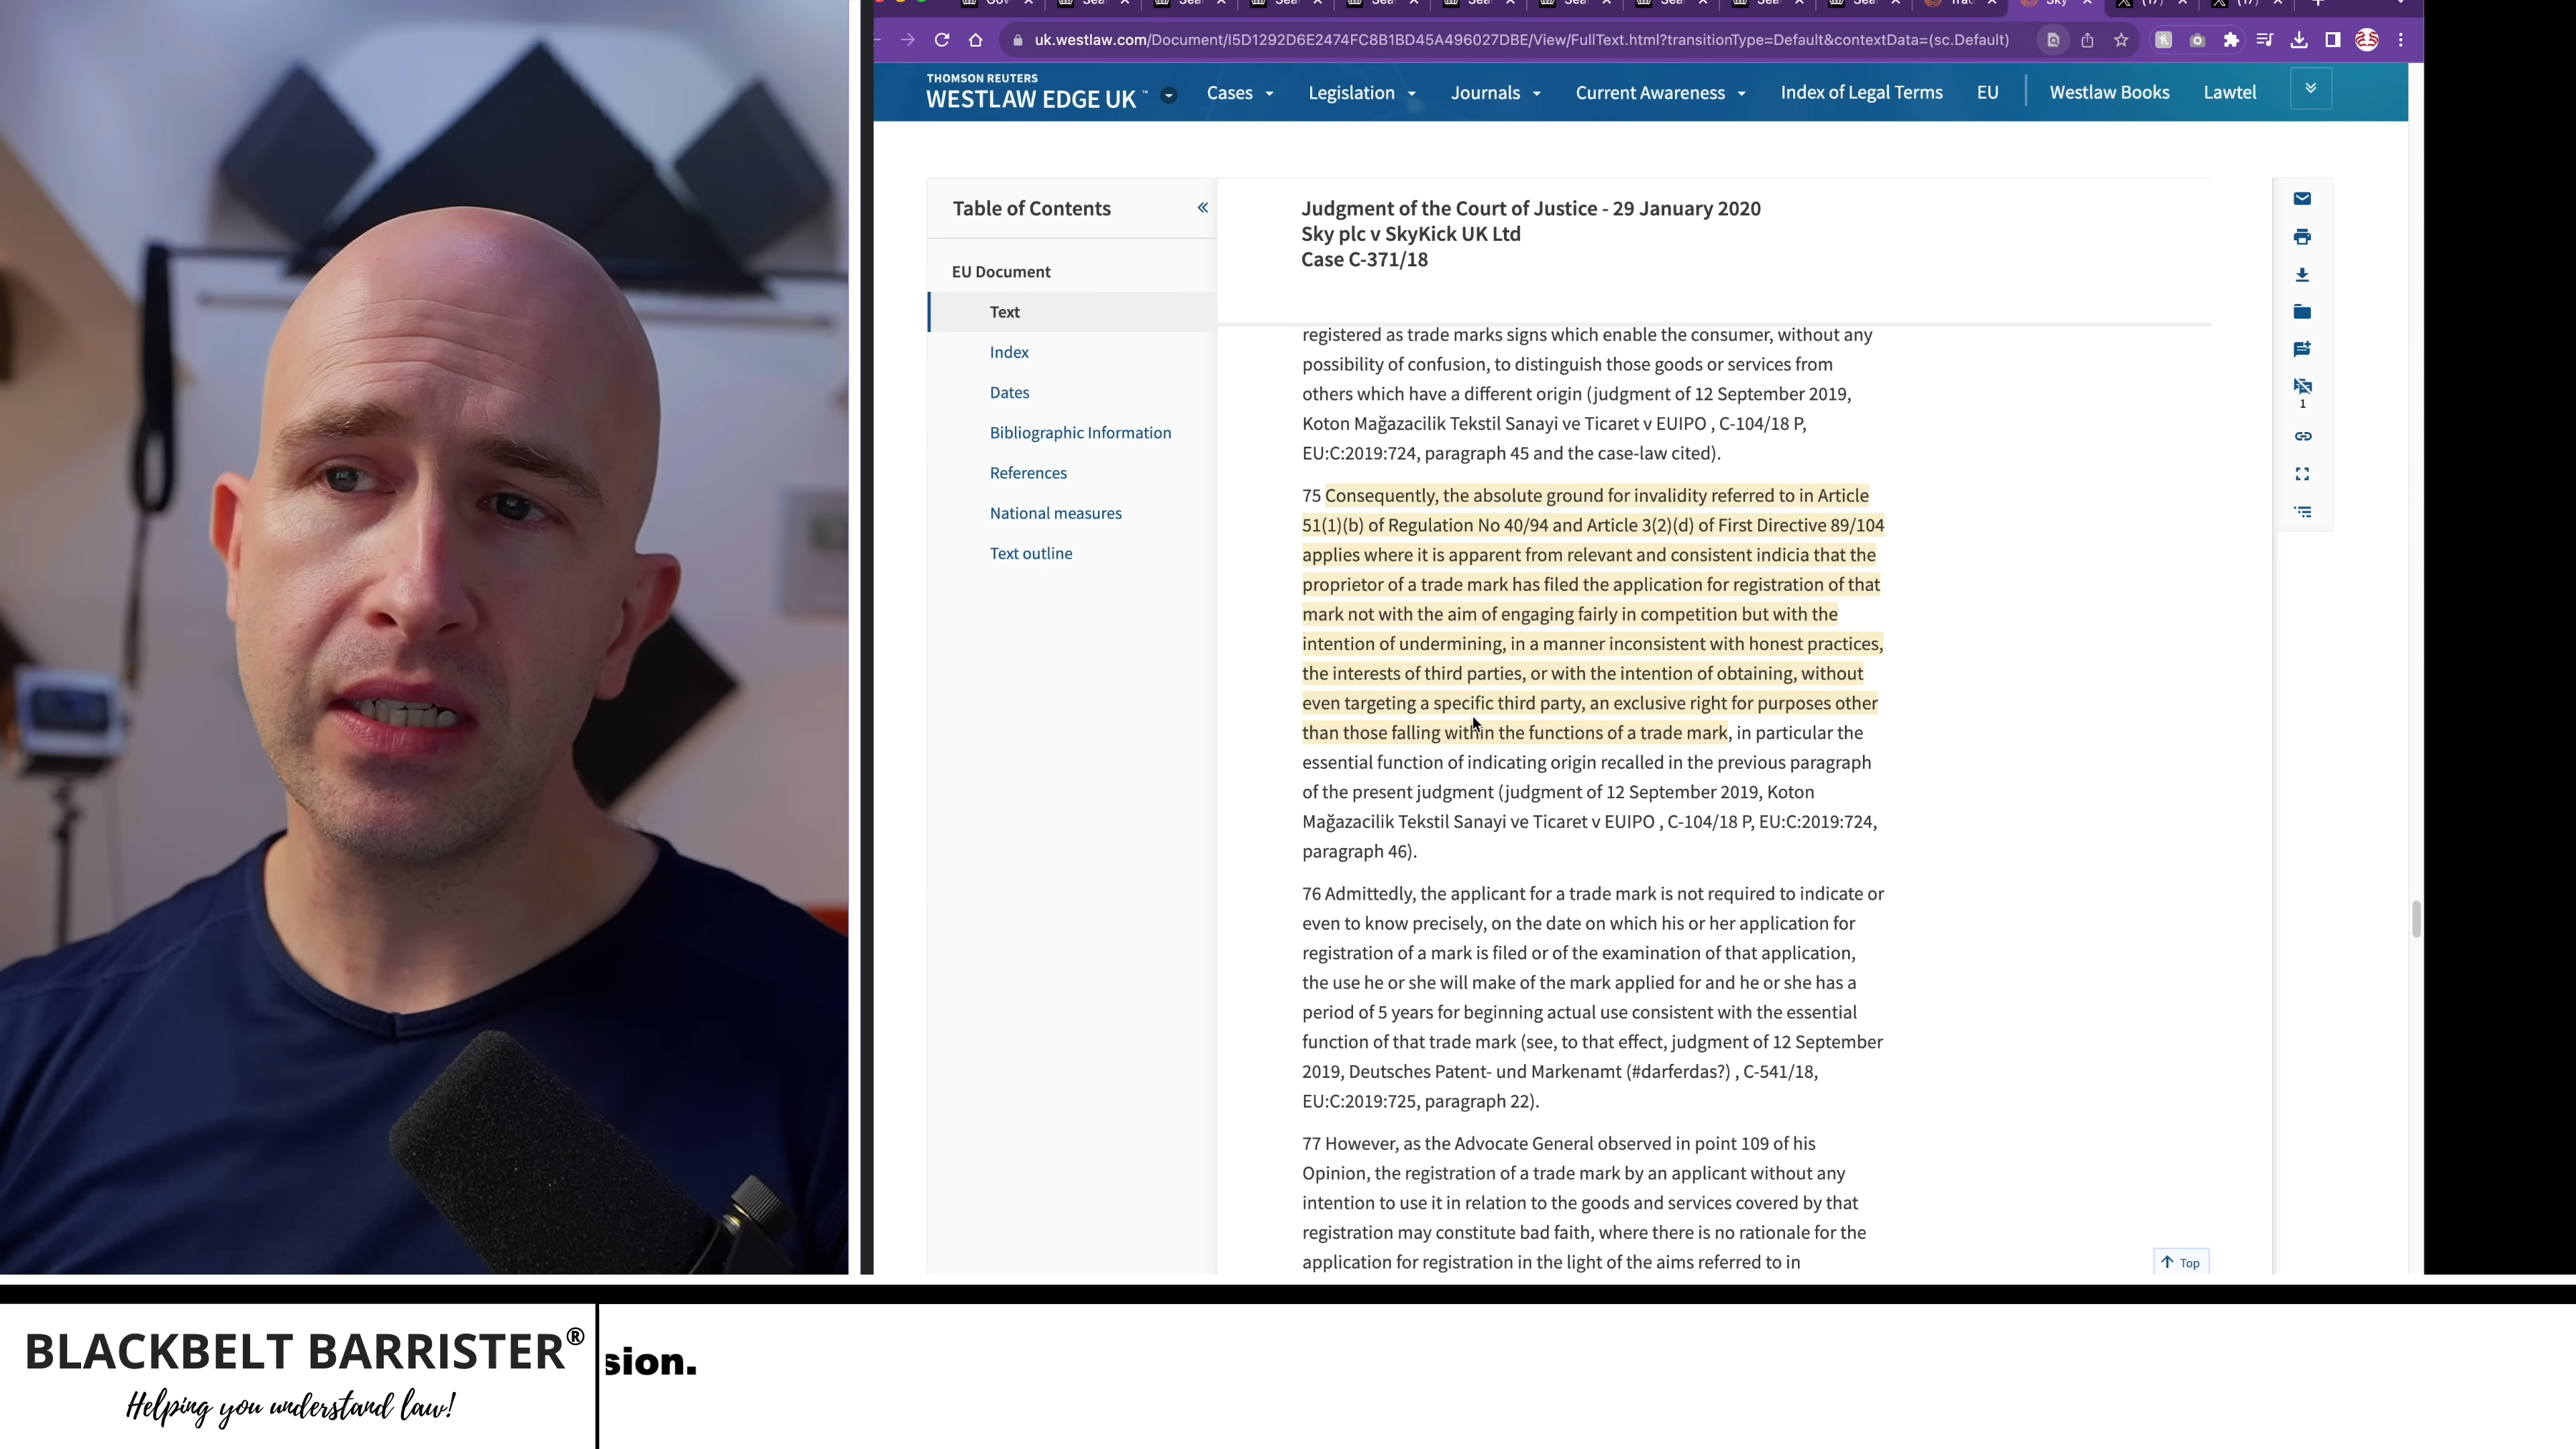 uk.westlaw.com/Document/I5D1292D6E2474FC8B1BD45A496027DBE/View/FullText.html?transitionType=Default&contextData=(sc.Default)
THOMSON REUTERS
WESTLAW EDGE UK™
Cases Legislation Journals Current Awareness Index of Legal Terms EU Westlaw Books Lawtel
Table of Contents
EU Document
Text
Index
Dates
Bibliographic Information
References
National measures
Text outline
Judgment of the Court of Justice - 29 January 2020
Sky plc v SkyKick UK Ltd
Case C-371/18
registered as trade marks signs which enable the consumer, without any
possibility of confusion, to distinguish those goods or services from
others which have a different origin (judgment of 12 September 2019,
Koton Mağazacilik Tekstil Sanayi ve Ticaret v EUIPO , C-104/18 P,
EU:C:2019:724, paragraph 45 and the case-law cited).
75 Consequently, the absolute ground for invalidity referred to in Article
51(1)(b) of Regulation No 40/94 and Article 3(2)(d) of First Directive 89/104
applies where it is apparent from relevant and consistent indicia that the
proprietor of a trade mark has filed the application for registration of that
mark not with the aim of engaging fairly in competition but with the
intention of undermining, in a manner inconsistent with honest practices,
the interests of third parties, or with the intention of obtaining, without
even targeting a specific third party, an exclusive right for purposes other
than those falling within the functions of a trade mark, in particular the
essential function of indicating origin recalled in the previous paragraph
of the present judgment (judgment of 12 September 2019, Koton
Mağazacilik Tekstil Sanayi ve Ticaret v EUIPO , C-104/18 P, EU:C:2019:724,
paragraph 46).
76 Admittedly, the applicant for a trade mark is not required to indicate or
even to know precisely, on the date on which his or her application for
registration of a mark is filed or of the examination of that application,
the use he or she will make of the mark applied for and he or she has a
period of 5 years for beginning actual use consistent with the essential
function of that trade mark (see, to that effect, judgment of 12 September
2019, Deutsches Patent- und Markenamt (#darferdas?) , C-541/18,
EU:C:2019:725, paragraph 22).
77 However, as the Advocate General observed in point 109 of his
Opinion, the registration of a trade mark by an applicant without any
intention to use it in relation to the goods and services covered by that
registration may constitute bad faith, where there is no rationale for the
application for registration in the light of the aims referred to in
1
Top
BLACKBELT BARRISTER®
Helping you understand law!
sion.